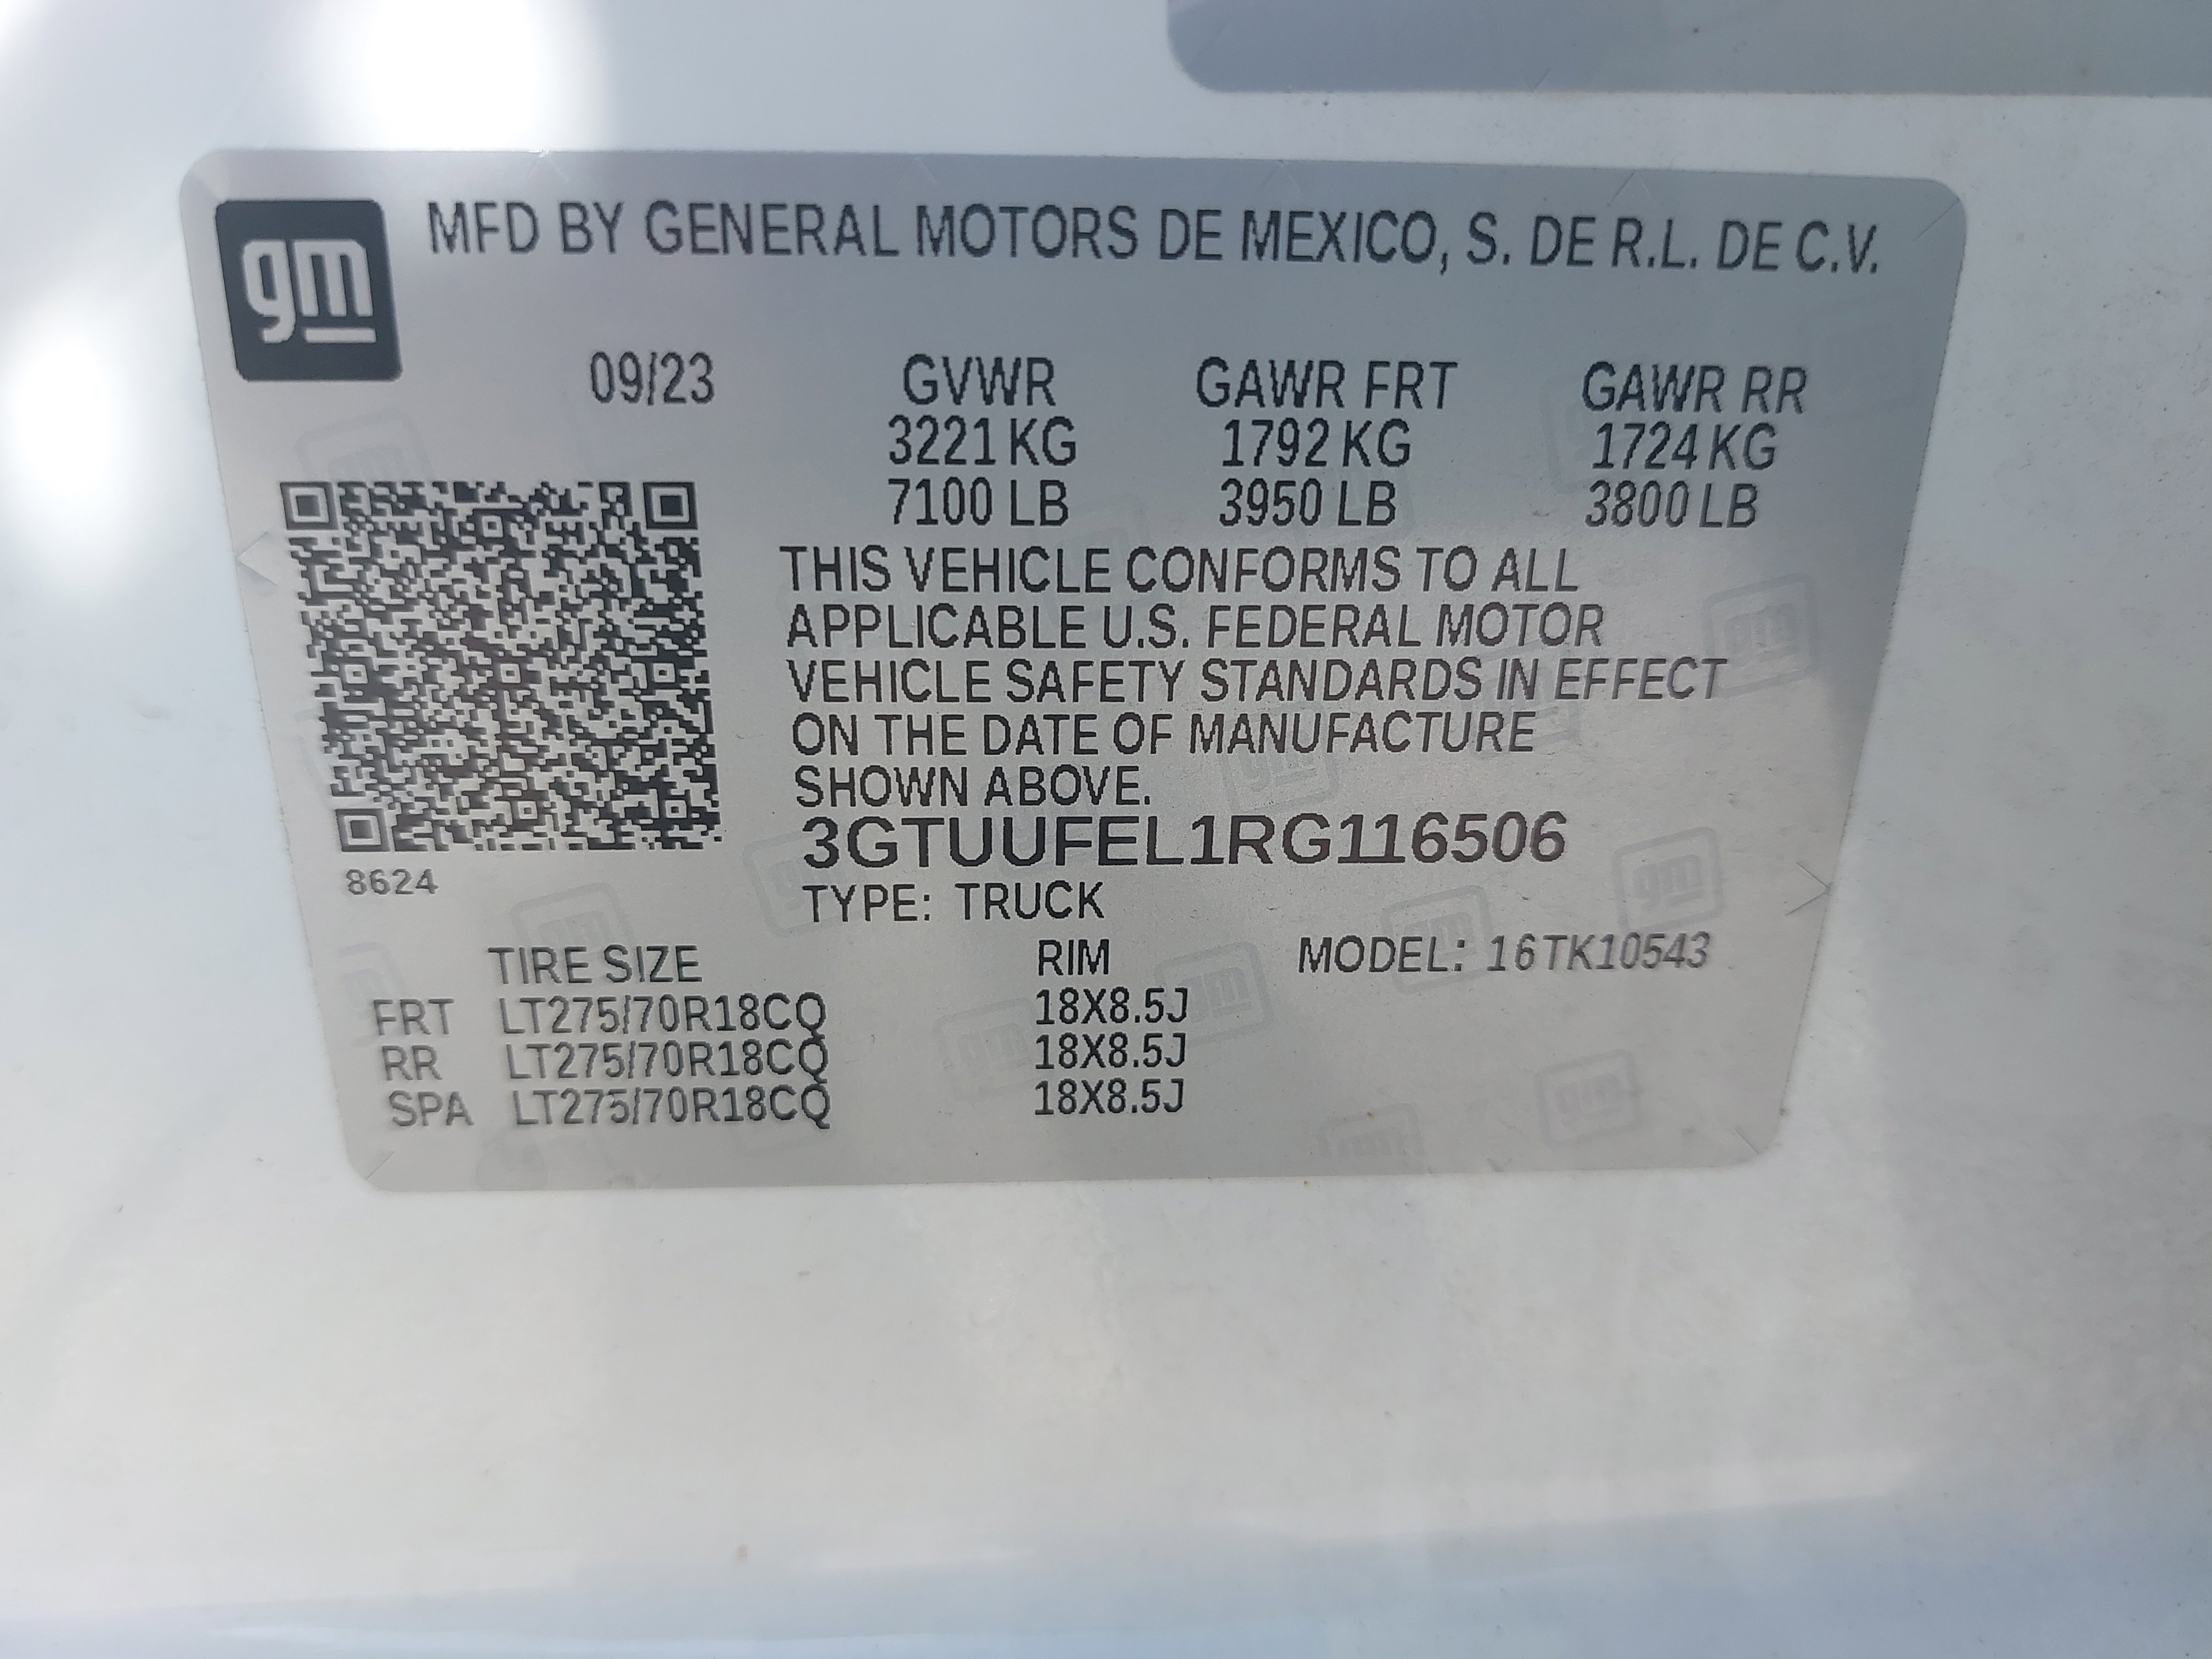 gm
MFD BY GENERAL MOTORS DE MEXICO, S. DE R.L. DE C.V.
09/23 GVWR GAWR FRT GAWR RR
3221 KG 1792 KG 1724 KG
7100 LB 3950 LB 3800 LB
THIS VEHICLE CONFORMS TO ALL
APPLICABLE U.S. FEDERAL MOTOR
VEHICLE SAFETY STANDARDS IN EFFECT
ON THE DATE OF MANUFACTURE
SHOWN ABOVE.
3GTUUFEL1RG116506
8624
TYPE: TRUCK
TIRE SIZE RIM MODEL: 16TK10543
FRT LT275/70R18CQ 18X8.5J
RR LT275/70R18CQ 18X8.5J
SPA LT275/70R18CQ 18X8.5J